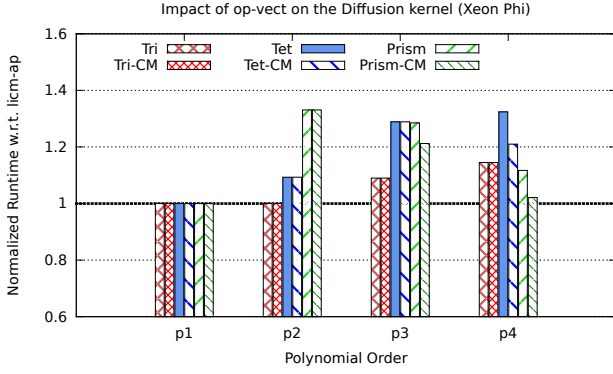 Impact of op-vect on the Diffusion kernel (Xeon Phi)
Normalized Runtime w.r.t. licm-ap
1.6
1.4
1.2
1
0.8
0.6
Tri Tet Prism
Tri-CM Tet-CM Prism-CM
p1 p2 p3 p4
Polynomial Order